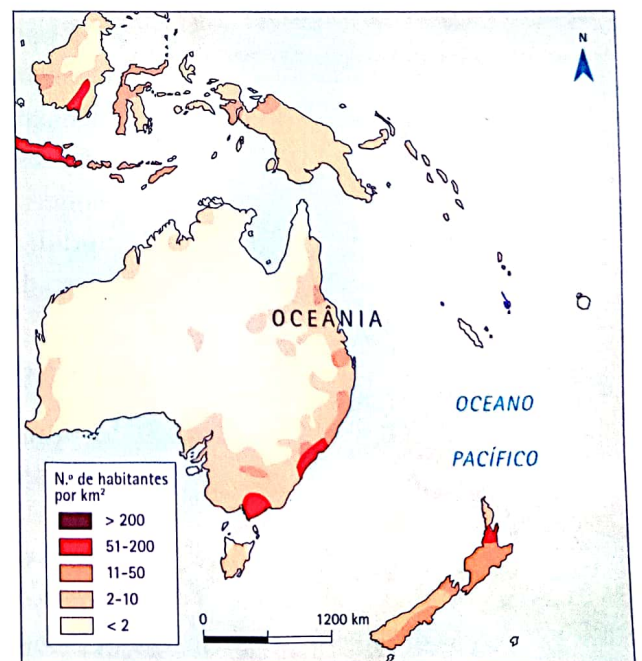 N
OCEÂNIA
OCEANO
PACÍFICO
N.º de habitantes
por km²
> 200
51-200
11-50
2-10
< 2
0 1200 km